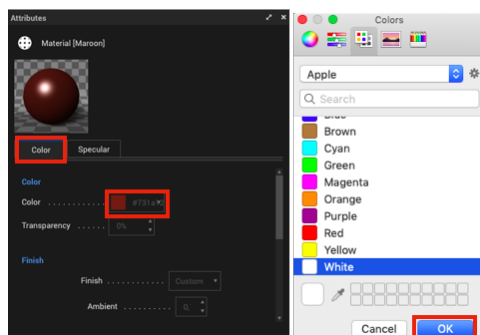 Attributes
Material [Maroon]
Color
Specular
Color
Color
Transparency
0%
Finish
Finish
Custom
Ambient
0.
Colors
Apple
Search
Brown
Cyan
Green
Magenta
Orange
Purple
Red
Yellow
White
Cancel
OK